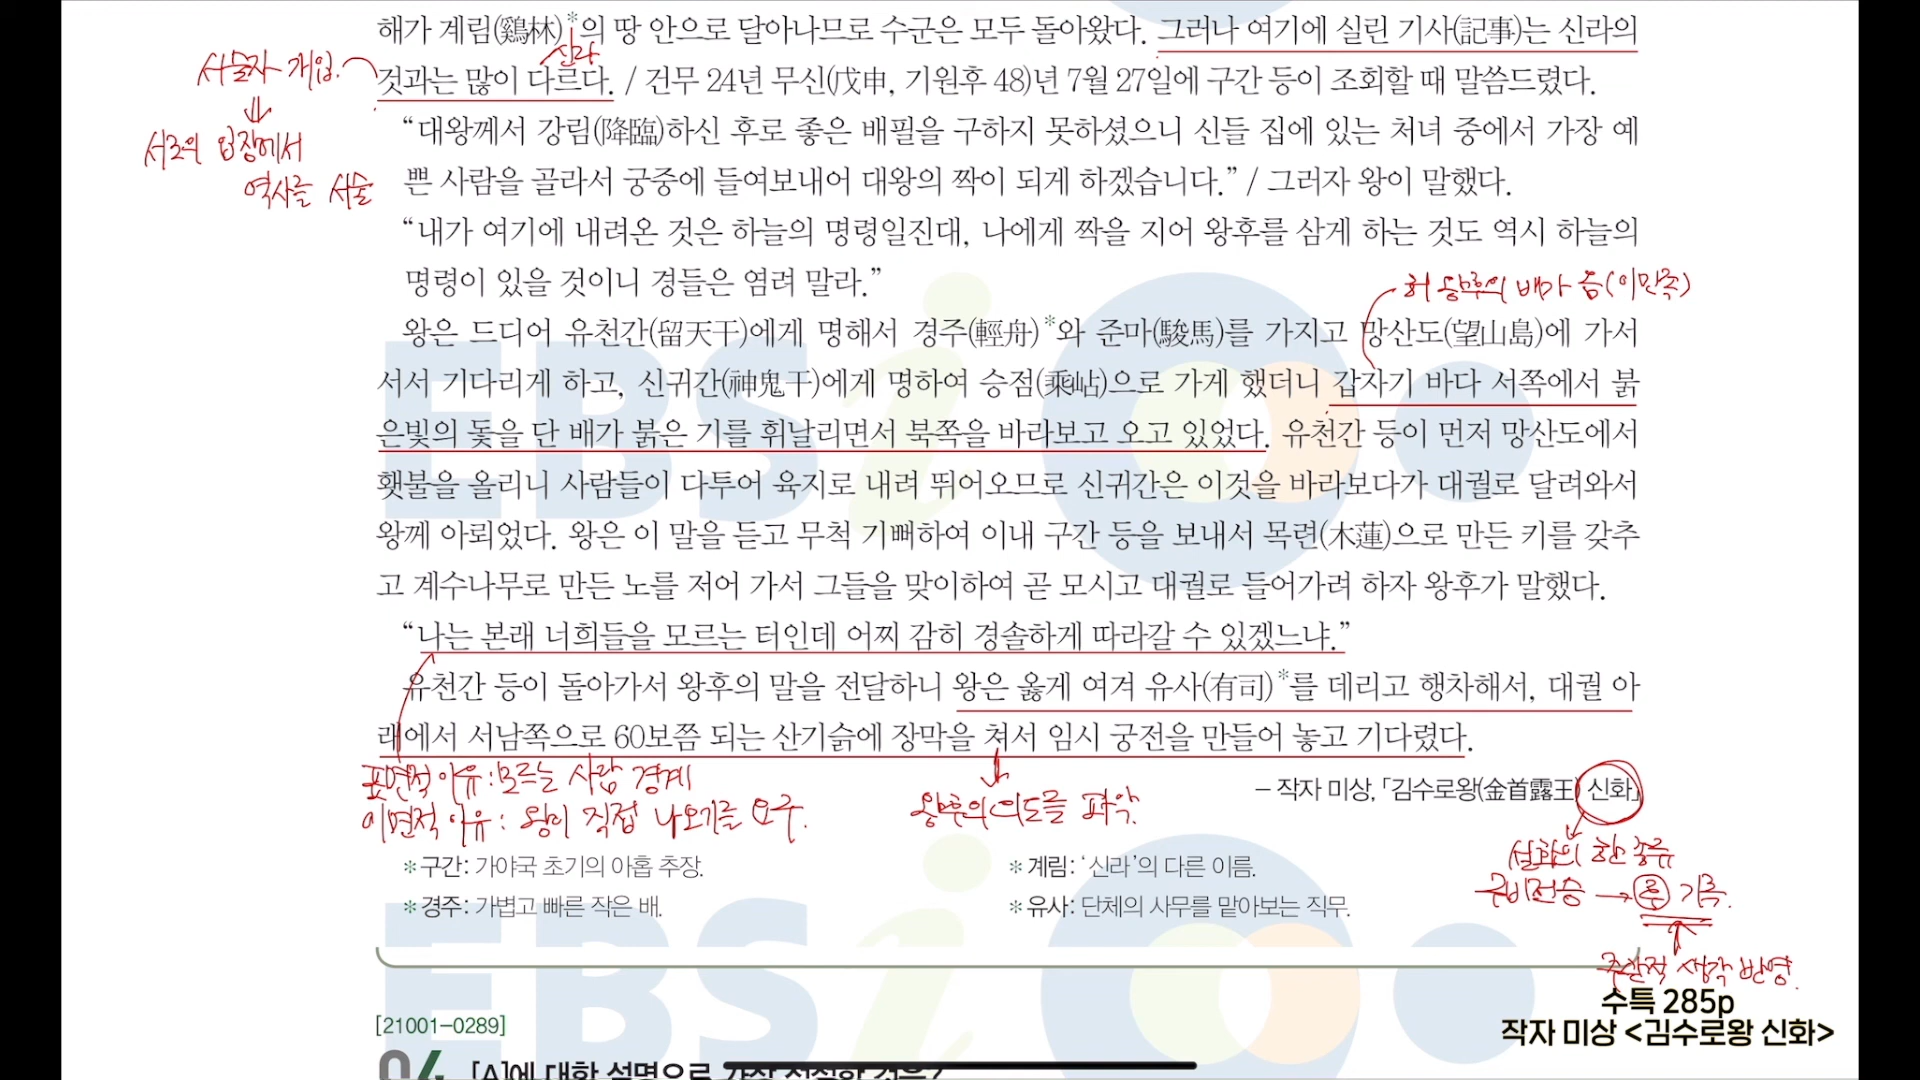 해가 계림(鷄林)*의 땅 안으로 달아나므로 수군은 모두 돌아왔다. 그러나 여기에 실린 기사(記事)는 신라의
신라
서술자 개입.
것과는 많이 다르다. / 건무 24년 무신(戊申, 기원후 48)년 7월 27일에 구간 등이 조회할 때 말씀드렸다.
“대왕께서 강림(降臨)하신 후로 좋은 배필을 구하지 못하셨으니 신들 집에 있는 처녀 중에서 가장 예
입장에서
쁜 사람을 골라서 궁중에 들여보내어 대왕의 짝이 되게 하겠습니다.” / 그러자 왕이 말했다.
역사를 서술
“내가 여기에 내려온 것은 하늘의 명령일진대, 나에게 짝을 지어 왕후를 삼게 하는 것도 역시 하늘의
명령이 있을 것이니 경들은 염려 말라.”
허 왕후의 배가 옴(이민족)
왕은 드디어 유천간(留天干)에게 명해서 경주(輕舟)*와 준마(駿馬)를 가지고 망산도(望山島)에 가서
서서 기다리게 하고, 신귀간(神鬼干)에게 명하여 승점(乘岾)으로 가게 했더니 갑자기 바다 서쪽에서 붉
은빛의 돛을 단 배가 붉은 기를 휘날리면서 북쪽을 바라보고 오고 있었다. 유천간 등이 먼저 망산도에서
횃불을 올리니 사람들이 다투어 육지로 내려 뛰어오므로 신귀간은 이것을 바라보다가 대궐로 달려와서
왕께 아뢰었다. 왕은 이 말을 듣고 무척 기뻐하여 이내 구간 등을 보내서 목련(木蓮)으로 만든 키를 갖추
고 계수나무로 만든 노를 저어 가서 그들을 맞이하여 곧 모시고 대궐로 들어가려 하자 왕후가 말했다.
“나는 본래 너희들을 모르는 터인데 어찌 감히 경솔하게 따라갈 수 있겠느냐.”
유천간 등이 돌아가서 왕후의 말을 전달하니 왕은 옳게 여겨 유사(有司)*를 데리고 행차해서, 대궐 아
래에서 서남쪽으로 60보쯤 되는 산기슭에 장막을 쳐서 임시 궁전을 만들어 놓고 기다렸다.
표면적 이유 : 모르는 사람 경계
이면적 이유 : 왕이 직접 나오기를 요구.
왕후의 의도를 파악.
– 작자 미상, 「김수로왕(金首露王) 신화」
설화의 한 종류
구비전승 → 후 기록.
주관적 생각 반영.
*구간: 가야국 초기의 아홉 추장.
*계림: ‘신라’의 다른 이름.
*경주: 가볍고 빠른 작은 배.
*유사: 단체의 사무를 맡아보는 직무.
수특 285p
작자 미상 <김수로왕 신화>
[21001-0289]
04 [A]에 대한 설명으로 가장 적절한 것은?
EBSi